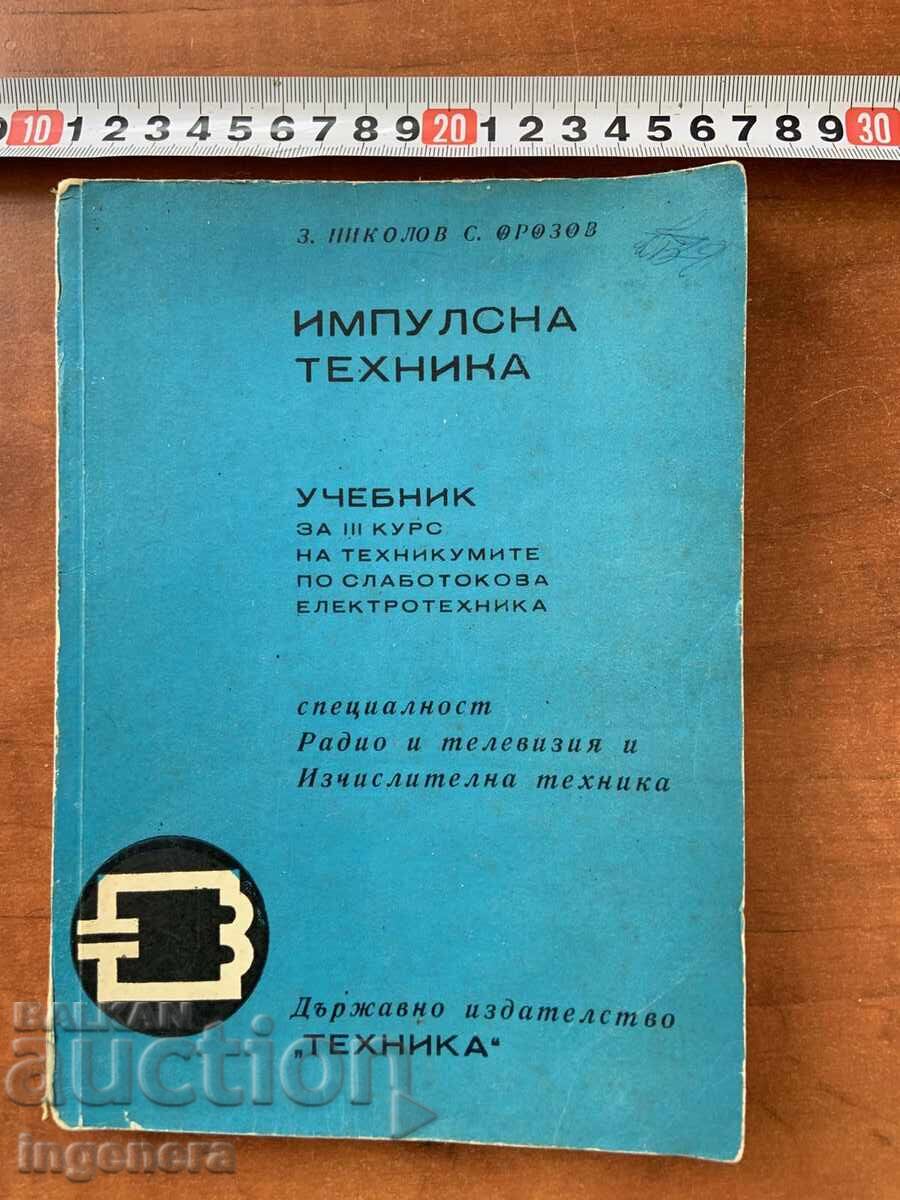 9 10 1 2 3 4 5 6 7 8 9 20 1 2 3 4 5 6 7 8 9 30
З. НИКОЛОВ С. ОРОЗОВ
ИМПУЛСНА
ТЕХНИКА
УЧЕБНИК
ЗА III КУРС
НА ТЕХНИКУМИТЕ
ПО СЛАБОТОКОВА
ЕЛЕКТРОТЕХНИКА
специалност
Радио и телевизия и
Изчислителна техника
Държавно издателство
„ТЕХНИКА“
BALKAN
auction
ingenera